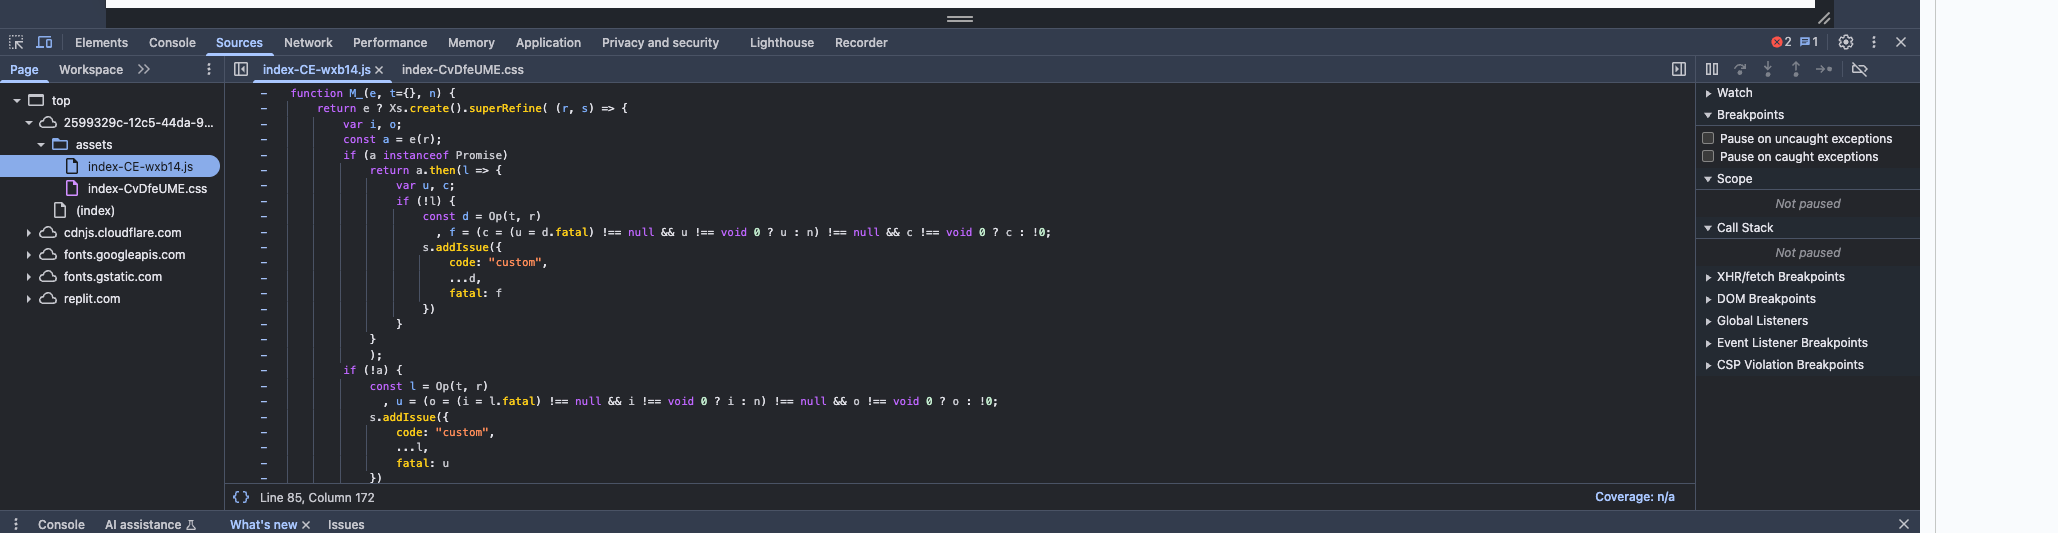 Elements Console Sources Network Performance Memory Application Privacy and security Lighthouse Recorder 2 1
Page Workspace
index-CE-wxb14.js index-CvDfeUME.css
top
2599329c-12c5-44da-9...
assets
index-CE-wxb14.js
index-CvDfeUME.css
(index)
cdnjs.cloudflare.com
fonts.googleapis.com
fonts.gstatic.com
replit.com
function M_(e, t={}, n) {
return e ? Xs.create().superRefine( (r, s) => {
var i, o;
const a = e(r);
if (a instanceof Promise)
return a.then(l => {
var u, c;
if (!l) {
const d = Op(t, r)
, f = (c = (u = d.fatal) !== null && u !== void 0 ? u : n) !== null && c !== void 0 ? c : !0;
s.addIssue({
code: "custom",
...d,
fatal: f
})
}
}
);
if (!a) {
const l = Op(t, r)
, u = (o = (i = l.fatal) !== null && i !== void 0 ? i : n) !== null && o !== void 0 ? o : !0;
s.addIssue({
code: "custom",
...l,
fatal: u
})
{} Line 85, Column 172
Coverage: n/a
Watch
Breakpoints
Pause on uncaught exceptions
Pause on caught exceptions
Scope
Not paused
Call Stack
Not paused
XHR/fetch Breakpoints
DOM Breakpoints
Global Listeners
Event Listener Breakpoints
CSP Violation Breakpoints
Console AI assistance What's new Issues